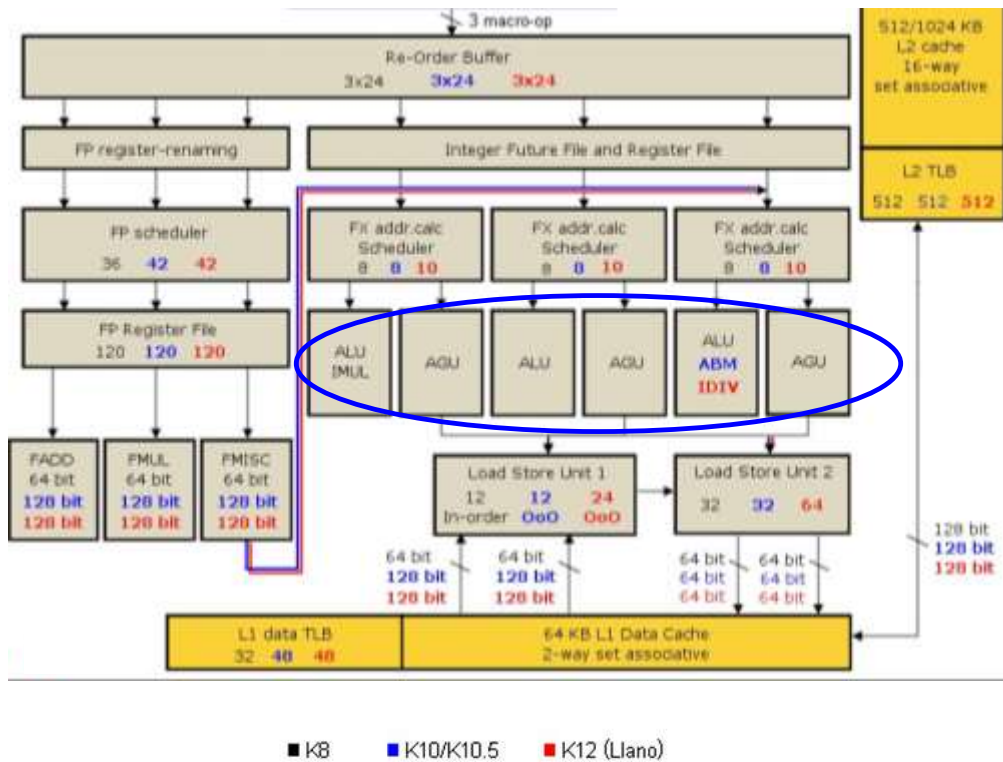 3 macro-op
Re-Order Buffer
3x24 3x24 3x24
512/1024 KB
L2 cache
16-way
set associative
L2 TLB
512 512 512
FP register-renaming
Integer Future File and Register File
FP scheduler
36 42 42
FX addr.calc
Scheduler
8 8 10
FX addr.calc
Scheduler
8 8 10
FX addr.calc
Scheduler
8 8 10
FP Register File
120 120 120
ALU
IMUL
AGU
ALU
AGU
ALU
ABM
IDIV
AGU
FADD
64 bit
128 bit
128 bit
FMUL
64 bit
128 bit
128 bit
FMISC
64 bit
128 bit
128 bit
Load Store Unit 1
12 12 24
In-order OoO OoO
Load Store Unit 2
32 32 64
64 bit
128 bit
128 bit
64 bit
128 bit
128 bit
64 bit
64 bit
64 bit
64 bit
64 bit
64 bit
128 bit
128 bit
128 bit
L1 data TLB
32 48 48
64 KB L1 Data Cache
2-way set associative
K8 K10/K10.5 K12 (Llano)